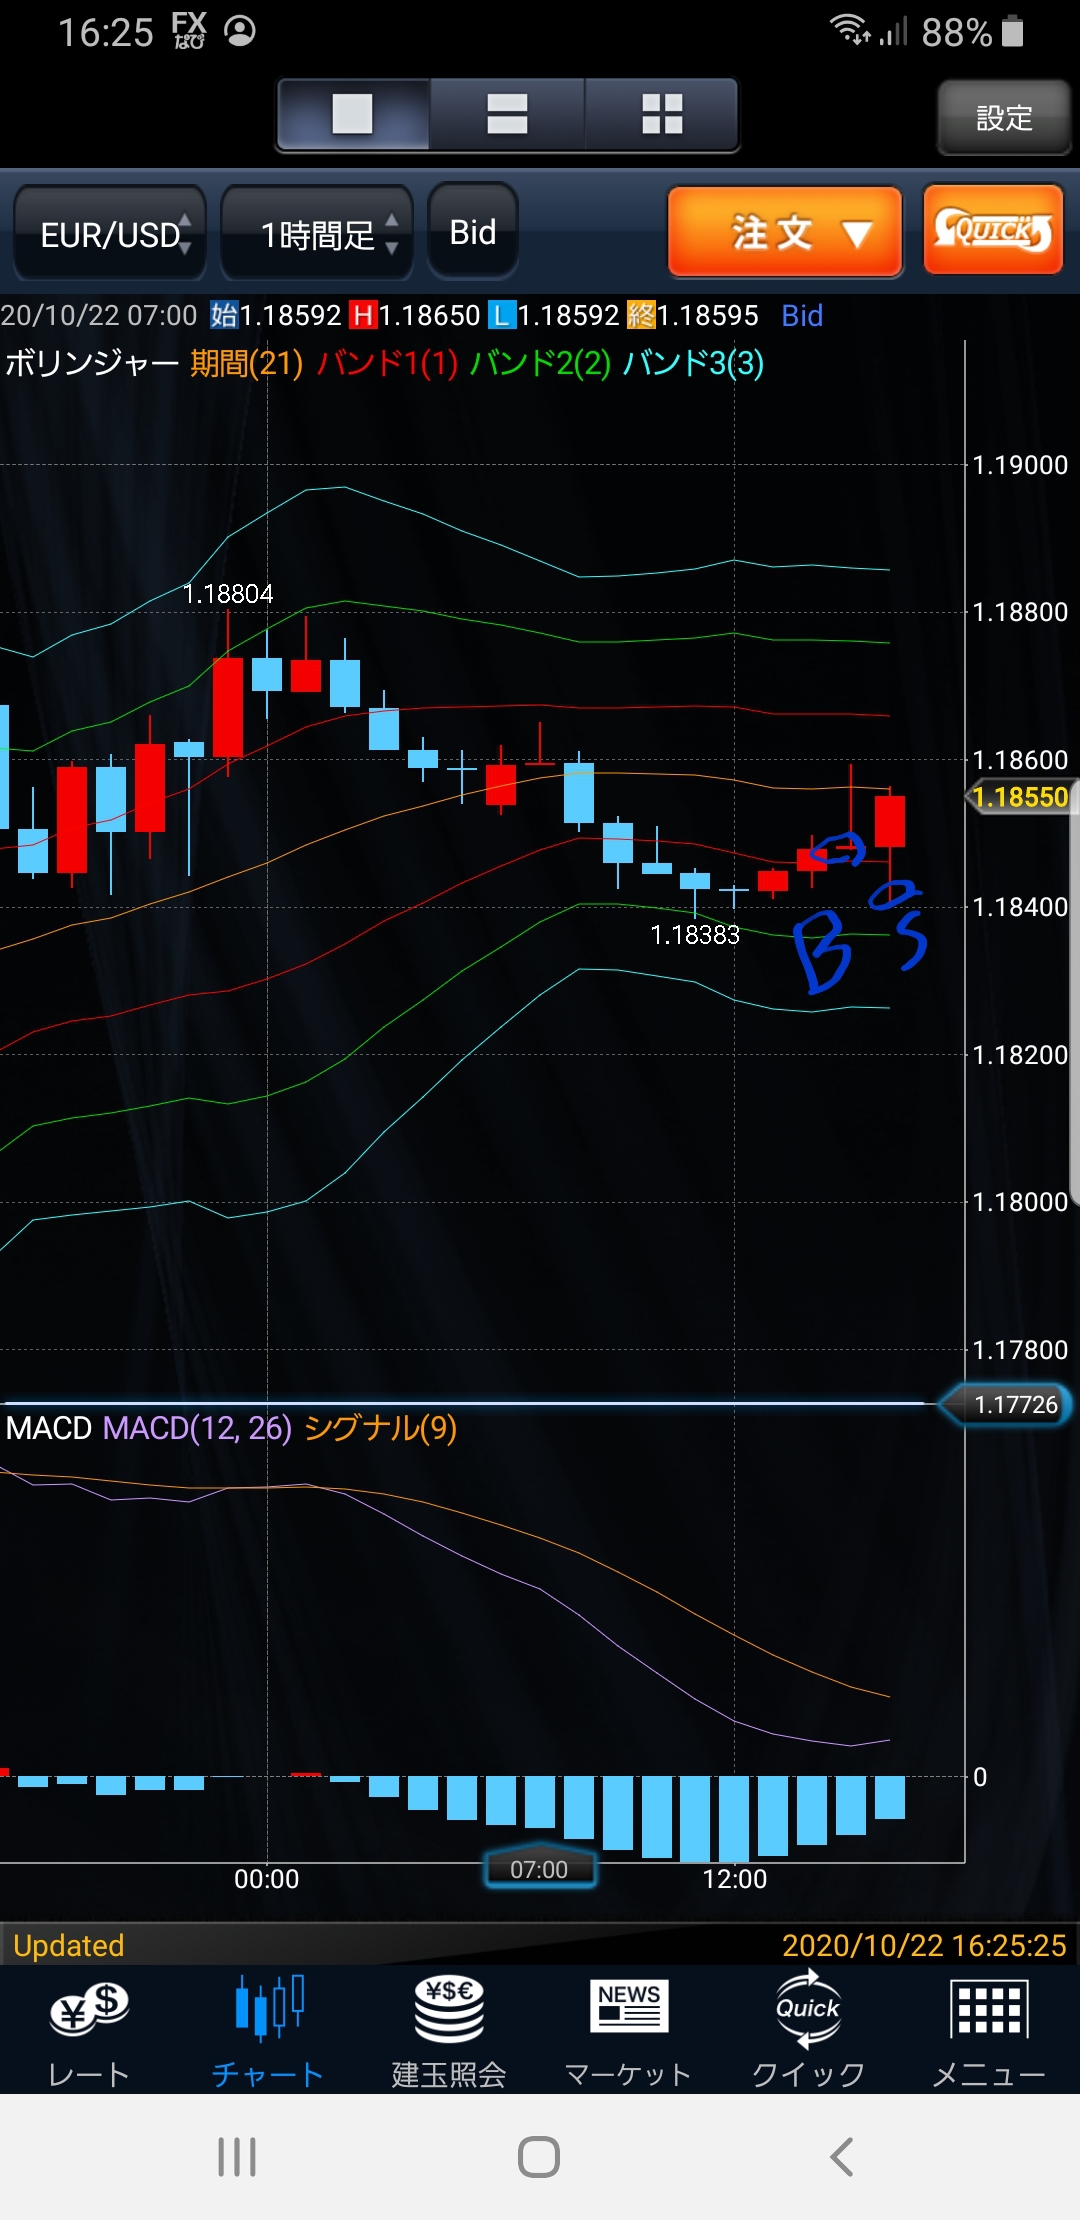 16:25 FXなび 88%
設定
EUR/USD 1時間足 Bid 注文 ▼ QUICK
20/10/22 07:00 始1.18592 H1.18650 L1.18592 終1.18595 Bid
ボリンジャー 期間(21) バンド1(1) バンド2(2) バンド3(3)
1.19000
1.18804
1.18800
1.18600
1.18550
1.18400
1.18383
B S
1.18200
1.18000
1.17800
1.17726
MACD MACD(12, 26) シグナル(9)
0
00:00 07:00 12:00
Updated 2020/10/22 16:25:25
¥$ ¥$€ NEWS Quick
レート チャート 建玉照会 マーケット クイック メニュー